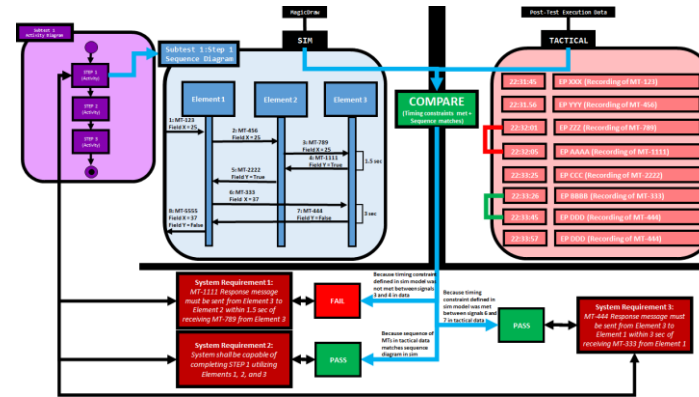 MagicDraw
Post-Test Execution Data
Subtest 1
Activity Diagram
STEP 1
(Activity)
STEP 2
(Activity)
STEP 3
(Activity)
Subtest 1:Step 1
Sequence Diagram
SIM
TACTICAL
Element 1
Element 2
Element 3
1: MT-123
Field X = 25
2: MT-456
Field X = 25
3: MT-789
Field X = 25
4: MT-1111
Field Y = True
1.5 sec
5: MT-2222
Field Y = True
6: MT-333
Field X = 37
7: MT-444
Field Y = False
3 sec
8: MT-5555
Field X = 37
Field Y = False
COMPARE
(Timing constraints met +
Sequence matches)
22:31:45 EP XXX (Recording of MT-123)
22:31.56 EP YYY (Recording of MT-456)
22:32:01 EP ZZZ (Recording of MT-789)
22:32:05 EP AAAA (Recording of MT-1111)
22:33:25 EP CCC (Recording of MT-2222)
22:33:26 EP BBBB (Recording of MT-333)
22:33:45 EP DDD (Recording of MT-444)
22:33:57 EP DDD (Recording of MT-444)
System Requirement 1:
MT-1111 Response message
must be sent from Element 3 to
Element 2 within 1.5 sec of
receiving MT-789 from Element 3
FAIL
Because timing constraint
defined in sim model was
not met between signals
3 and 4 in data
System Requirement 2:
System shall be capable of
completing STEP 1 utilizing
Elements 1, 2, and 3
PASS
Because sequence of
MTs in tactical data
matches sequence
diagram in sim
Because timing
constraint defined in
sim model was met
between signals 6 and
7 in tactical data
PASS
System Requirement 3:
MT-444 Response message must
be sent from Element 3 to
Element 1 within 3 sec of
receiving MT-333 from Element 1